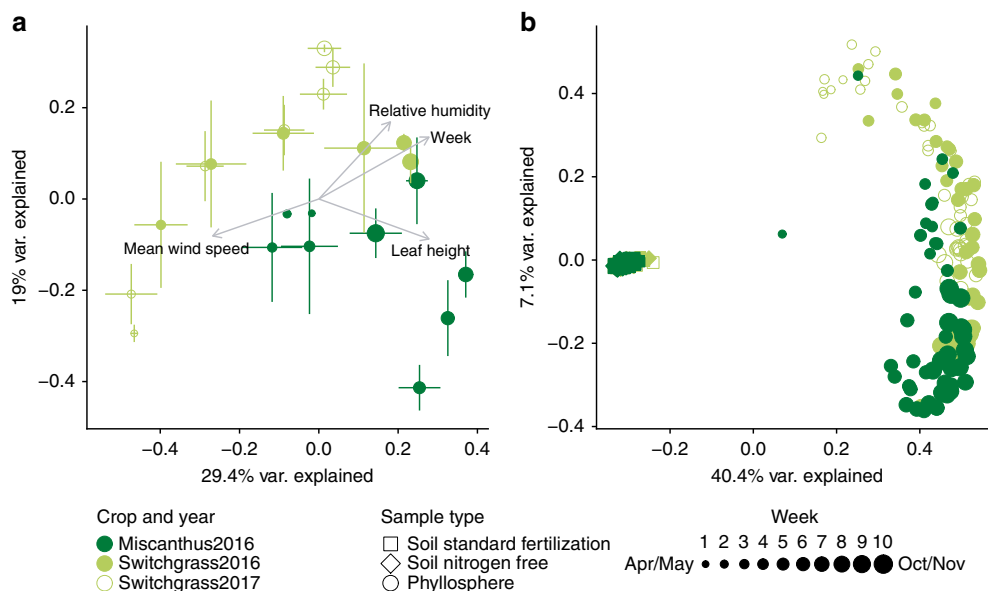 a
b
0.2
0.0
−0.2
−0.4
19% var. explained
Relative humidity
Week
Mean wind speed
Leaf height
−0.4
−0.2
0.0
0.2
0.4
29.4% var. explained
0.4
0.2
0.0
−0.2
−0.4
7.1% var. explained
−0.2
0.0
0.2
0.4
40.4% var. explained
Crop and year
Miscanthus2016
Switchgrass2016
Switchgrass2017
Sample type
Soil standard fertilization
Soil nitrogen free
Phyllosphere
Week
1 2 3 4 5 6 7 8 9 10
Apr/May
Oct/Nov